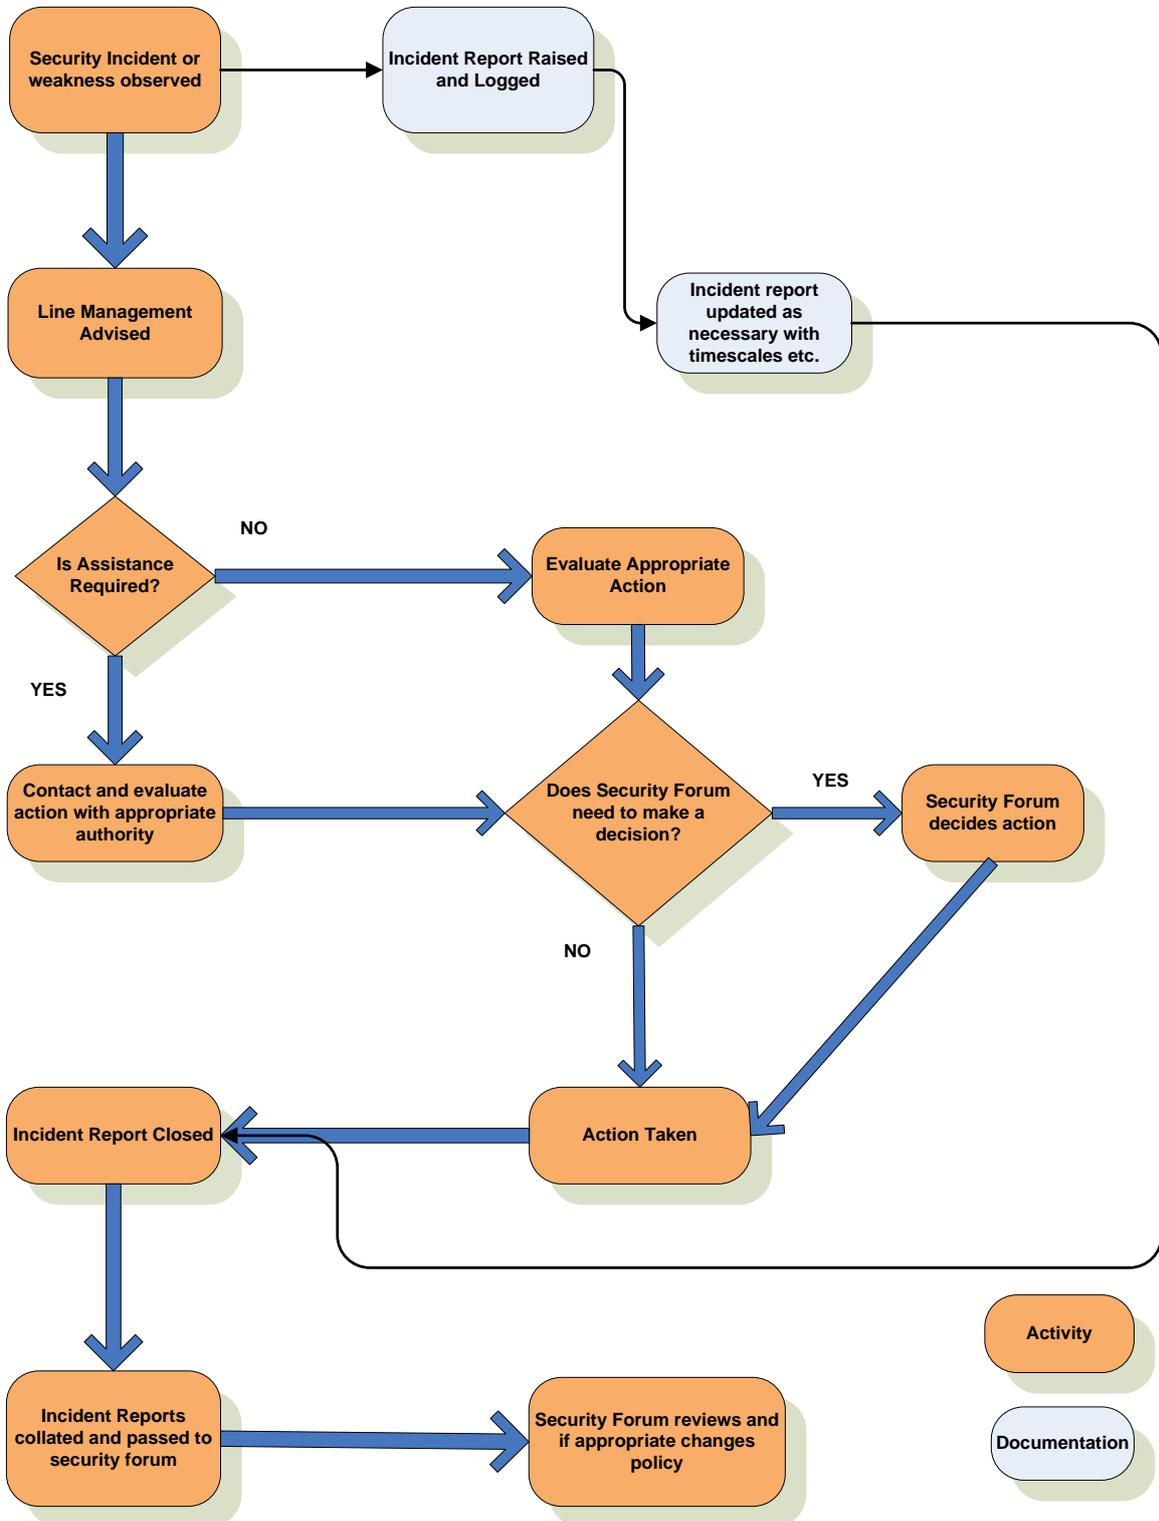 Security Incident or
weakness observed
Incident Report Raised
and Logged
Line Management
Advised
Incident report
updated as
necessary with
timescales etc.
NO
Is Assistance
Required?
Evaluate Appropriate
Action
YES
Contact and evaluate
action with appropriate
authority
Does Security Forum
need to make a
decision?
YES
Security Forum
decides action
NO
Incident Report Closed
Action Taken
Activity
Incident Reports
collated and passed to
security forum
Security Forum reviews and
if appropriate changes
policy
Documentation